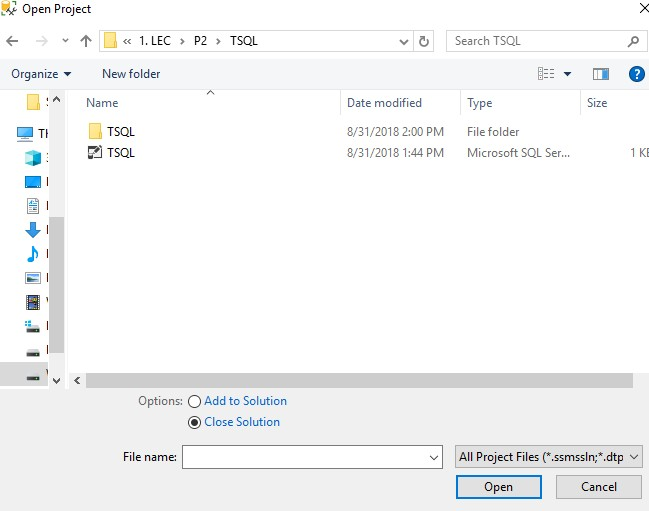 Open Project
« 1. LEC > P2 > TSQL
Search TSQL
Organize
New folder
?
Name
Date modified
Type
Size
TSQL
8/31/2018 2:00 PM
File folder
TSQL
8/31/2018 1:44 PM
Microsoft SQL Ser...
1 KB
Options:
Add to Solution
Close Solution
File name:
All Project Files (*.ssmssln;*.dtp
Open
Cancel